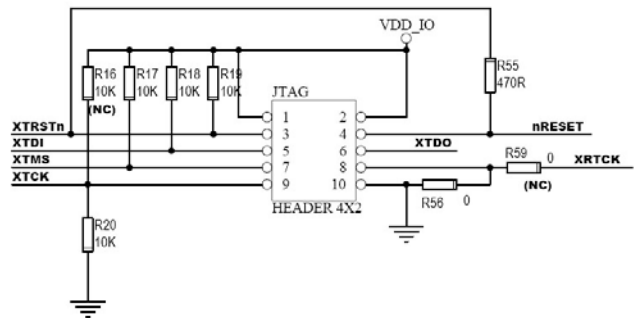 VDD_IO
R16 R17 R18 R19 R55
10K 10K 10K 10K 470R
(NC)
JTAG
1 2
XTRSTn 3 4 nRESET
XTDI 5 6 XTDO
XTMS 7 8 R59 0 XRTCK
(NC)
XTCK 9 10 R56 0
HEADER 4X2
R20
10K